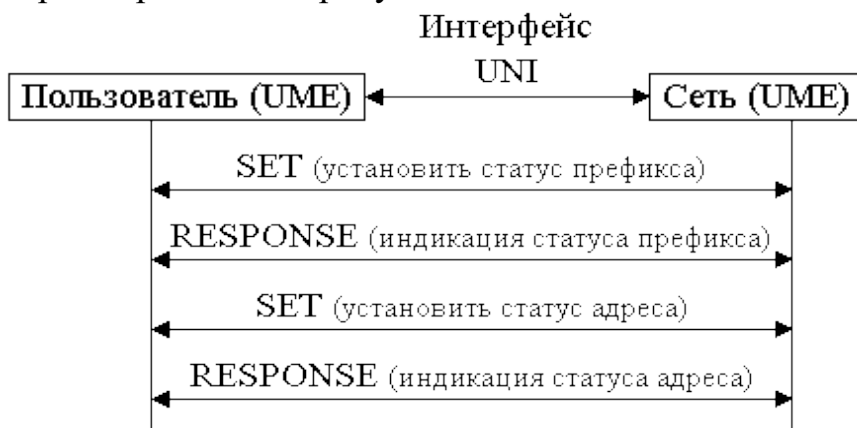 Интерфейс
UNI
Пользователь (UME)
Сеть (UME)
SET (установить статус префикса)
RESPONSE (индикация статуса префикса)
SET (установить статус адреса)
RESPONSE (индикация статуса адреса)